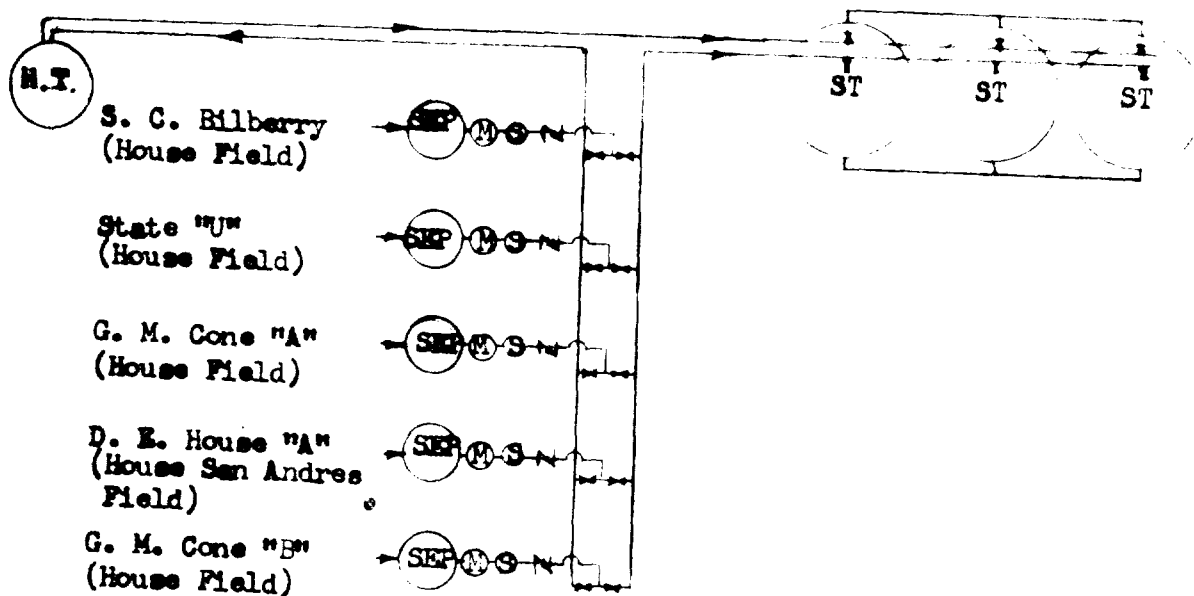 H.T.
ST
ST
ST
S. C. Bilberry
(House Field)
SEP M S
State "U"
(House Field)
SEP M S
G. M. Cone "A"
(House Field)
SEP M S
D. E. House "A"
(House San Andres
Field)
SEP M S
G. M. Cone "B"
(House Field)
SEP M S